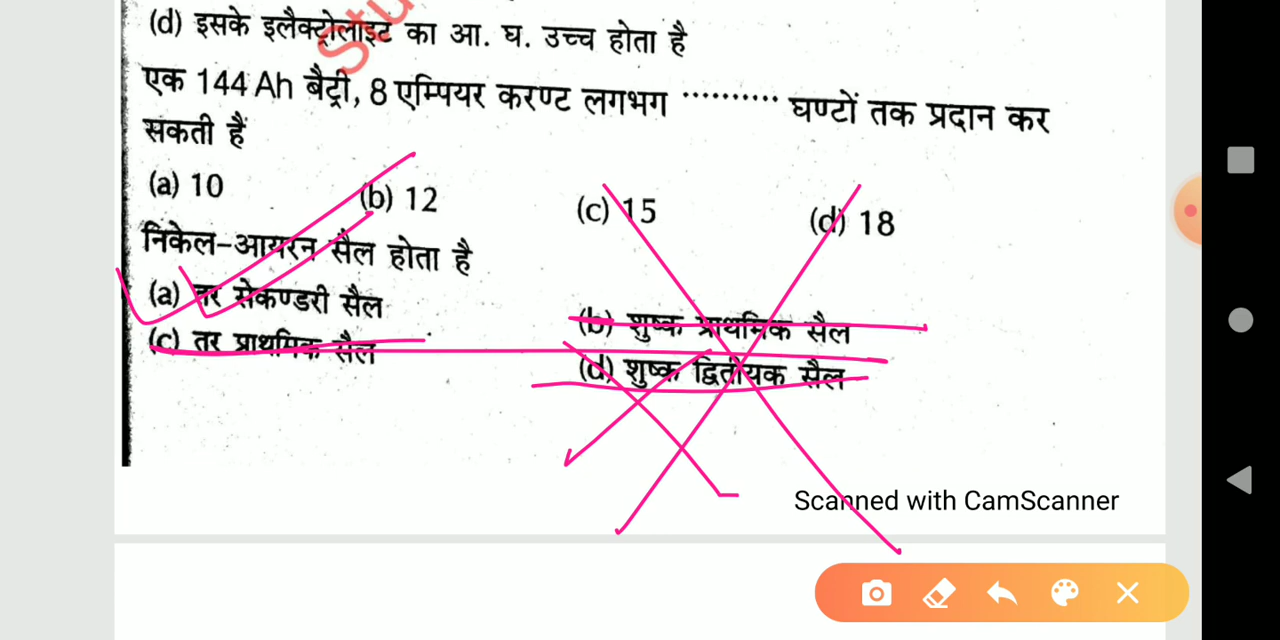 (d) इसके इलैक्ट्रोलाइट का आ. घ. उच्च होता है
Stu
एक 144 Ah बैट्री, 8 एम्पियर करण्ट लगभग .......... घण्टों तक प्रदान कर
सकती हैं
(a) 10 (b) 12 (c) 15 (d) 18
निकेल-आयरन सैल होता है
(a) तर सेकण्डरी सैल (b) शुष्क प्राथमिक सैल
(c) तर प्राथमिक सैल (d) शुष्क द्वितीयक सैल
Scanned with CamScanner